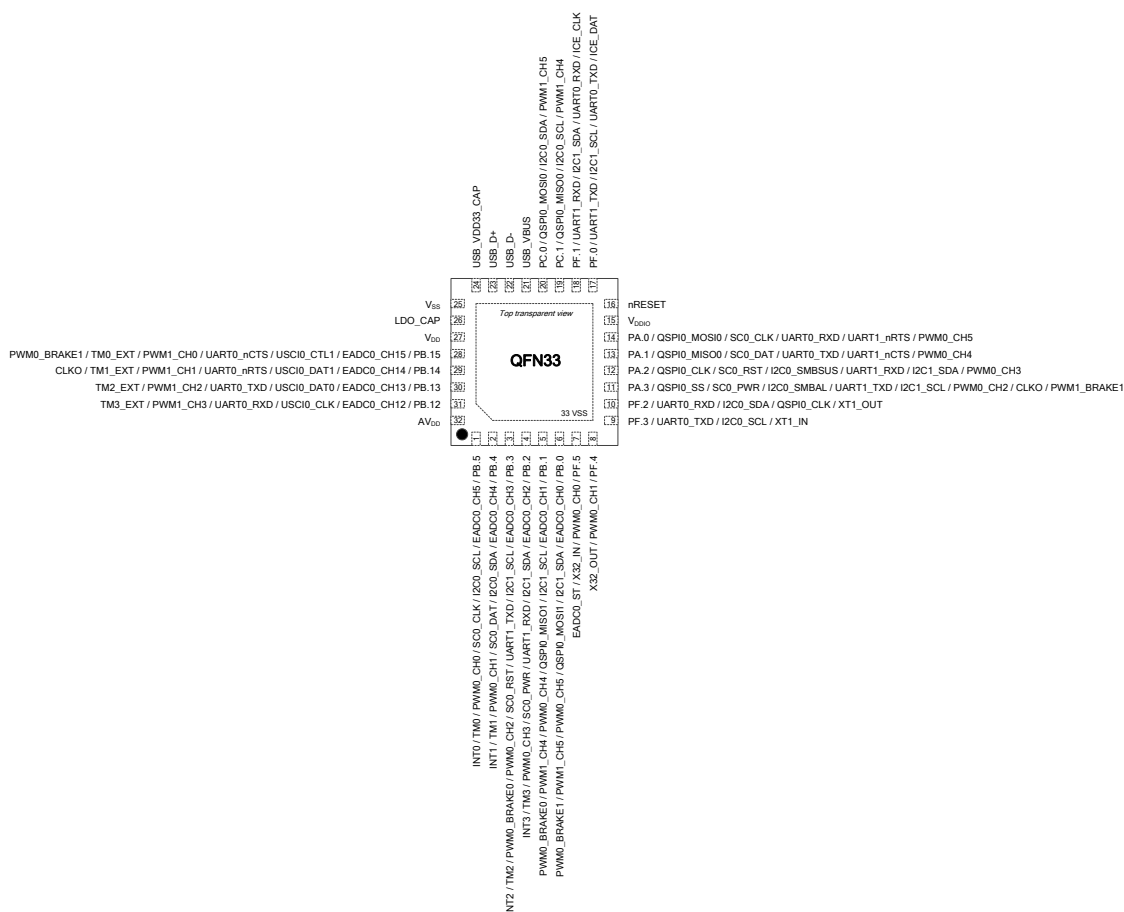 USB_VDD33_CAP
USB_D+
USB_D-
USB_VBUS
PC.0 / QSPI0_MOSI0 / I2C0_SDA / PWM1_CH5
PC.1 / QSPI0_MISO0 / I2C0_SCL / PWM1_CH4
PF.1 / UART1_RXD / I2C1_SDA / UART0_RXD / ICE_CLK
PF.0 / UART1_TXD / I2C1_SCL / UART0_TXD / ICE_DAT
24 23 22 21 20 19 18 17
VSS 25
LDO_CAP 26
VDD 27
PWM0_BRAKE1 / TM0_EXT / PWM1_CH0 / UART0_nCTS / USCI0_CTL1 / EADC0_CH15 / PB.15 28
CLKO / TM1_EXT / PWM1_CH1 / UART0_nRTS / USCI0_DAT1 / EADC0_CH14 / PB.14 29
TM2_EXT / PWM1_CH2 / UART0_TXD / USCI0_DAT0 / EADC0_CH13 / PB.13 30
TM3_EXT / PWM1_CH3 / UART0_RXD / USCI0_CLK / EADC0_CH12 / PB.12 31
AVDD 32
Top transparent view
QFN33
33 VSS
16 nRESET
15 VDDIO
14 PA.0 / QSPI0_MOSI0 / SC0_CLK / UART0_RXD / UART1_nRTS / PWM0_CH5
13 PA.1 / QSPI0_MISO0 / SC0_DAT / UART0_TXD / UART1_nCTS / PWM0_CH4
12 PA.2 / QSPI0_CLK / SC0_RST / I2C0_SMBSUS / UART1_RXD / I2C1_SDA / PWM0_CH3
11 PA.3 / QSPI0_SS / SC0_PWR / I2C0_SMBAL / UART1_TXD / I2C1_SCL / PWM0_CH2 / CLKO / PWM1_BRAKE1
10 PF.2 / UART0_RXD / I2C0_SDA / QSPI0_CLK / XT1_OUT
9 PF.3 / UART0_TXD / I2C0_SCL / XT1_IN
1 2 3 4 5 6 7 8
INT0 / TM0 / PWM0_CH0 / SC0_CLK / I2C0_SCL / EADC0_CH5 / PB.5
INT1 / TM1 / PWM0_CH1 / SC0_DAT / I2C0_SDA / EADC0_CH4 / PB.4
NT2 / TM2 / PWM0_BRAKE0 / PWM0_CH2 / SC0_RST / UART1_TXD / I2C1_SCL / EADC0_CH3 / PB.3
INT3 / TM3 / PWM0_CH3 / SC0_PWR / UART1_RXD / I2C1_SDA / EADC0_CH2 / PB.2
PWM0_BRAKE0 / PWM1_CH4 / PWM0_CH4 / QSPI0_MISO1 / I2C1_SCL / EADC0_CH1 / PB.1
PWM0_BRAKE1 / PWM1_CH5 / PWM0_CH5 / QSPI0_MOSI1 / I2C1_SDA / EADC0_CH0 / PB.0
EADC0_ST / X32_IN / PWM0_CH0 / PF.5
X32_OUT / PWM0_CH1 / PF.4